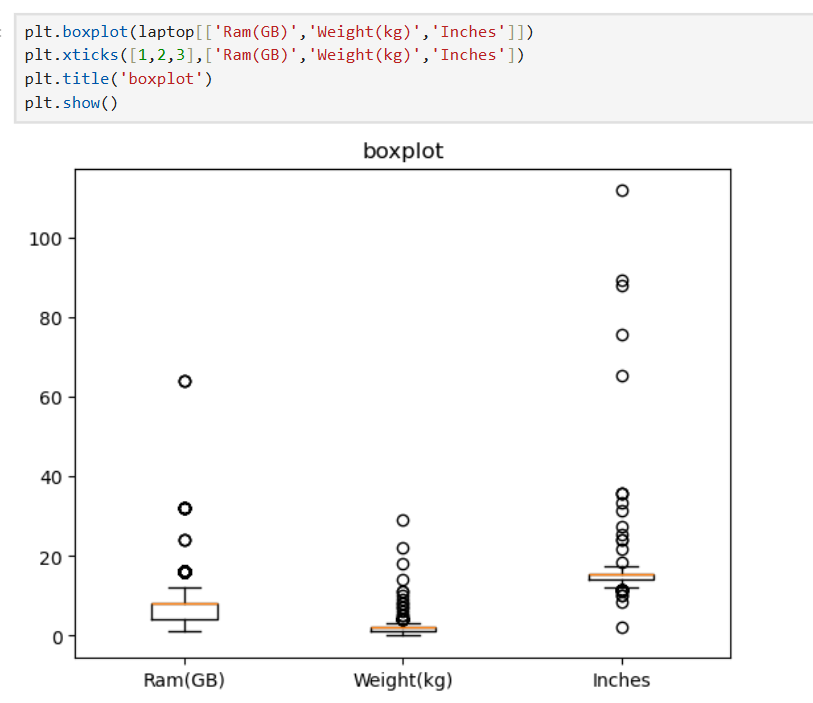 plt.boxplot(laptop[['Ram(GB)','Weight(kg)','Inches']])
plt.xticks([1,2,3],['Ram(GB)','Weight(kg)','Inches'])
plt.title('boxplot')
plt.show()
boxplot
100
80
60
40
20
0
Ram(GB) Weight(kg) Inches